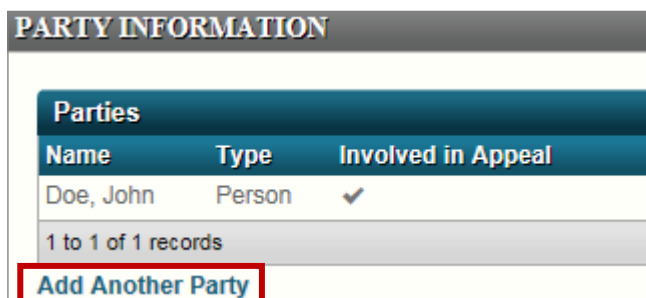 PARTY INFORMATION
Parties
Name Type Involved in Appeal
Doe, John Person ✔
1 to 1 of 1 records
Add Another Party